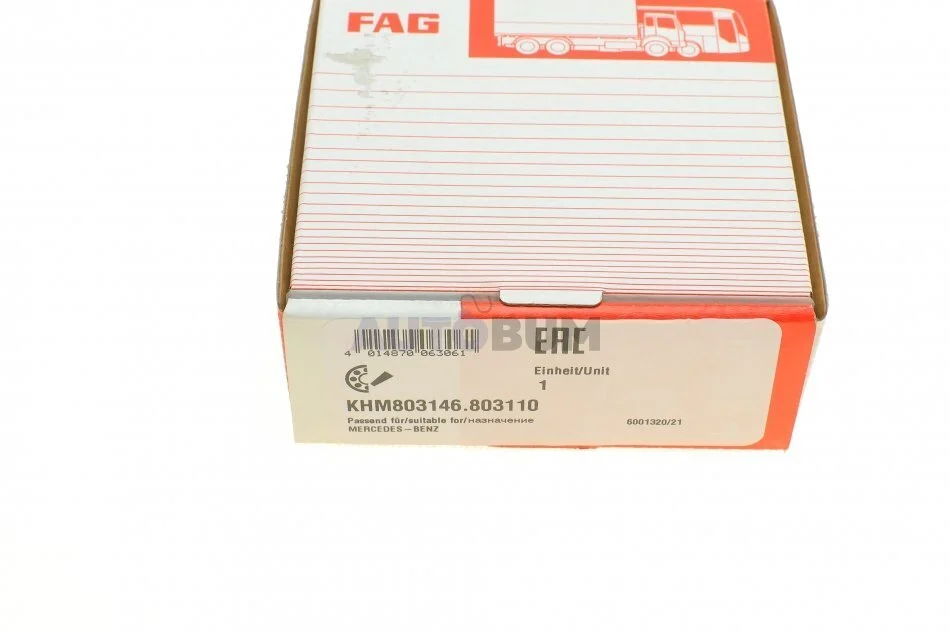 FAG
AUTOBUM
EAC
4 014870 063061
Einheit/Unit
1
KHM803146.803110
Passend für/suitable for/назначение
6001320/21
MERCEDES-BENZ